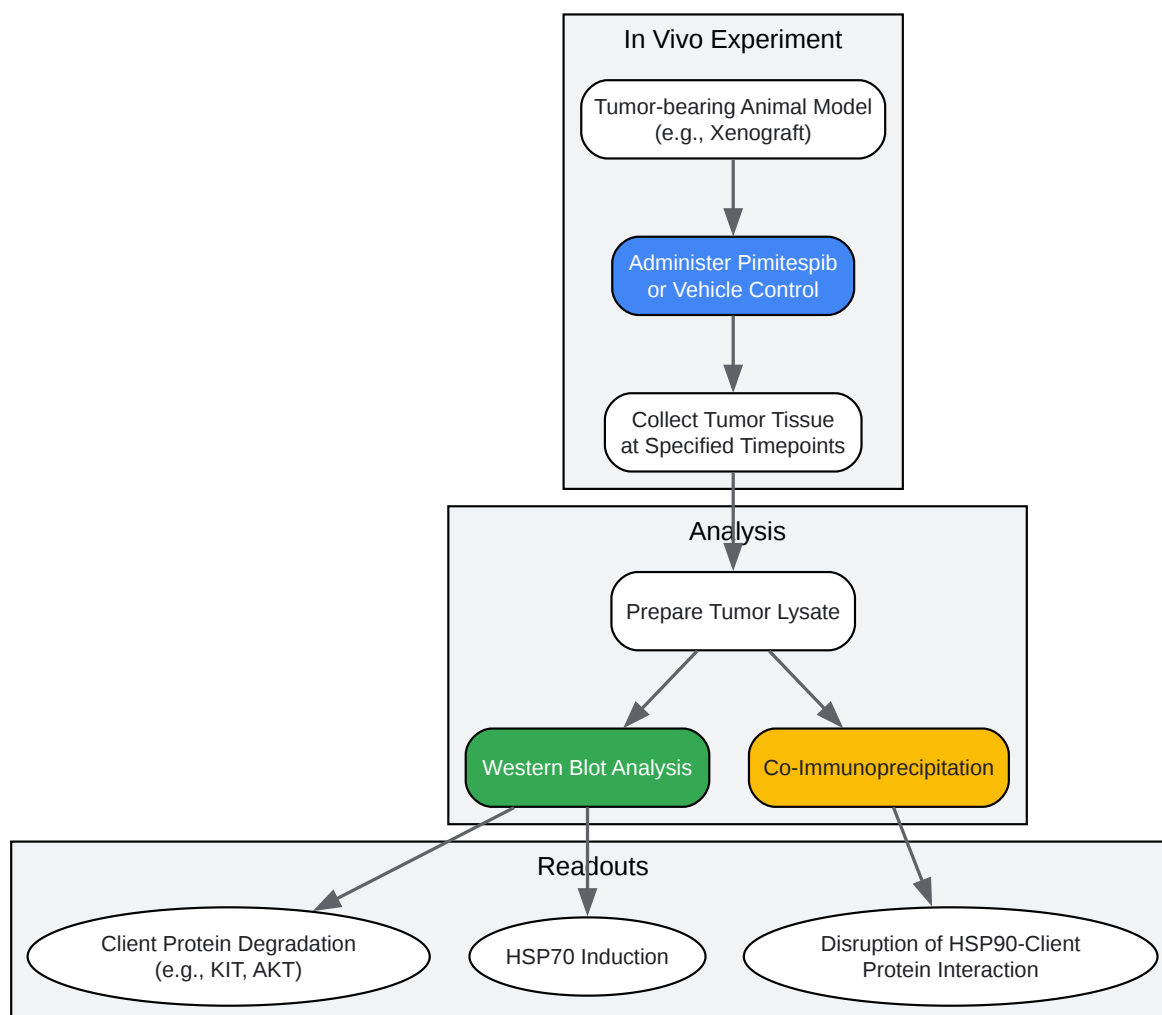 In Vivo Experiment
Tumor-bearing Animal Model
(e.g., Xenograft)
Administer Pimitespib
or Vehicle Control
Collect Tumor Tissue
at Specified Timepoints
Analysis
Prepare Tumor Lysate
Western Blot Analysis
Co-Immunoprecipitation
Readouts
Client Protein Degradation
(e.g., KIT, AKT)
HSP70 Induction
Disruption of HSP90-Client
Protein Interaction